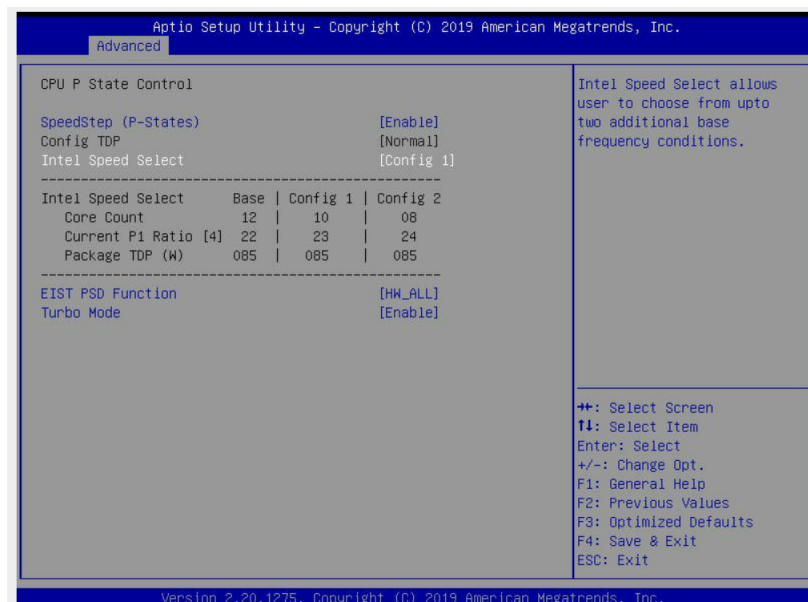 Aptio Setup Utility – Copyright (C) 2019 American Megatrends, Inc.
Advanced
CPU P State Control
SpeedStep (P-States) [Enable]
Config TDP [Normal]
Intel Speed Select [Config 1]
------------------------------------------------
Intel Speed Select Base | Config 1 | Config 2
Core Count 12 | 10 | 08
Current P1 Ratio [4] 22 | 23 | 24
Package TDP (W) 085 | 085 | 085
------------------------------------------------
EIST PSD Function [HW_ALL]
Turbo Mode [Enable]
Intel Speed Select allows
user to choose from upto
two additional base
frequency conditions.
→←: Select Screen
↑↓: Select Item
Enter: Select
+/-: Change Opt.
F1: General Help
F2: Previous Values
F3: Optimized Defaults
F4: Save & Exit
ESC: Exit
Version 2.20.1275. Copyright (C) 2019 American Megatrends, Inc.